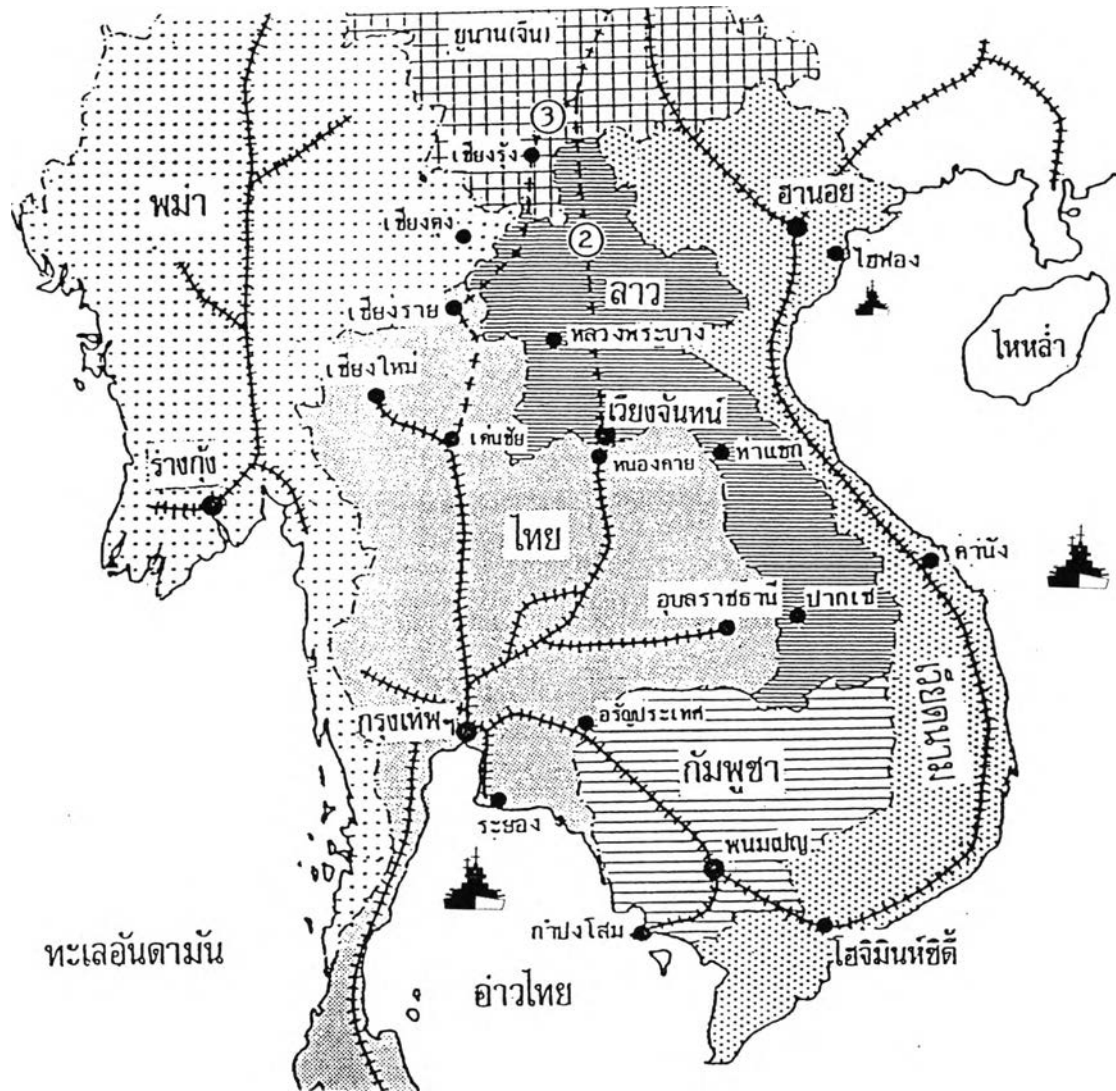 ยูนาน(จีน)
③
เชียงรุ้ง
พม่า
ฮานอย
เชียงตุง
②
ไฮฟอง
ลาว
เชียงราย
หลวงพระบาง
ไหหลำ
เชียงใหม่
เวียงจันทน์
เด่นชัย
ท่าแขก
หนองคาย
ร่างกุ้ง
ไทย
ดานัง
อุบลราชธานี
ปากเซ
เวียดนาม
อรัญประเทศ
กรุงเทพฯ
กัมพูชา
ระยอง
พนมเปญ
กำปงโสม
โฮจิมินห์ซิตี้
ทะเลอันดามัน
อ่าวไทย